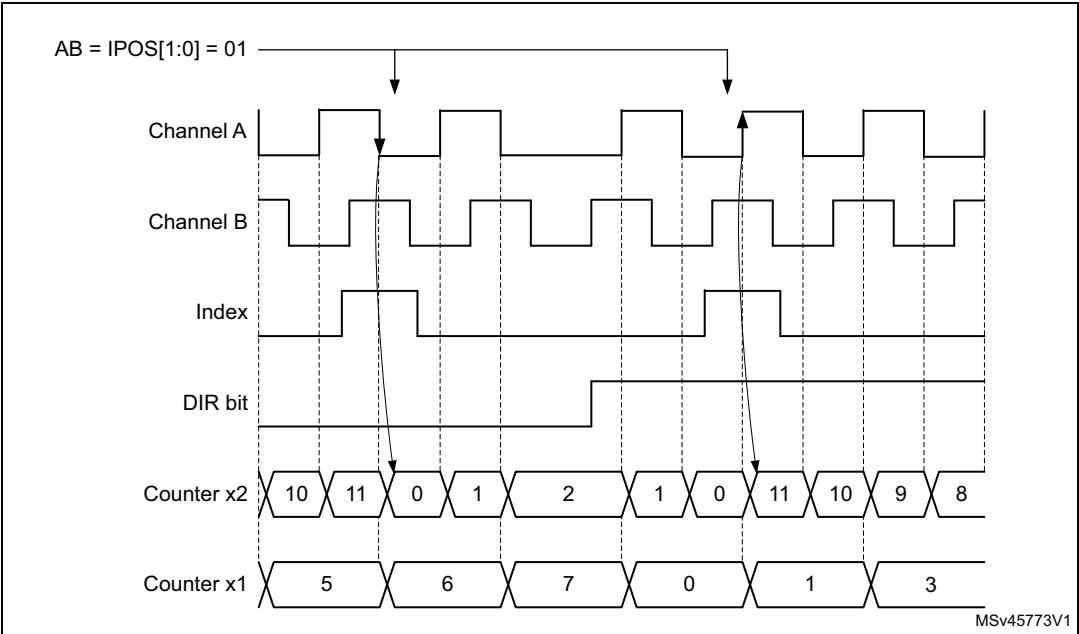 AB = IPOS[1:0] = 01
Channel A
Channel B
Index
DIR bit
Counter x2 10 11 0 1 2 1 0 11 10 9 8
Counter x1 5 6 7 0 1 3
MSv45773V1